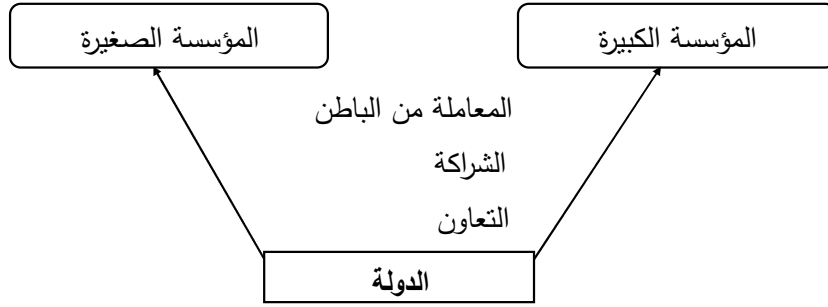 المؤسسة الكبيرة
المؤسسة الصغيرة
المعاملة من الباطن
الشراكة
التعاون
الدولة